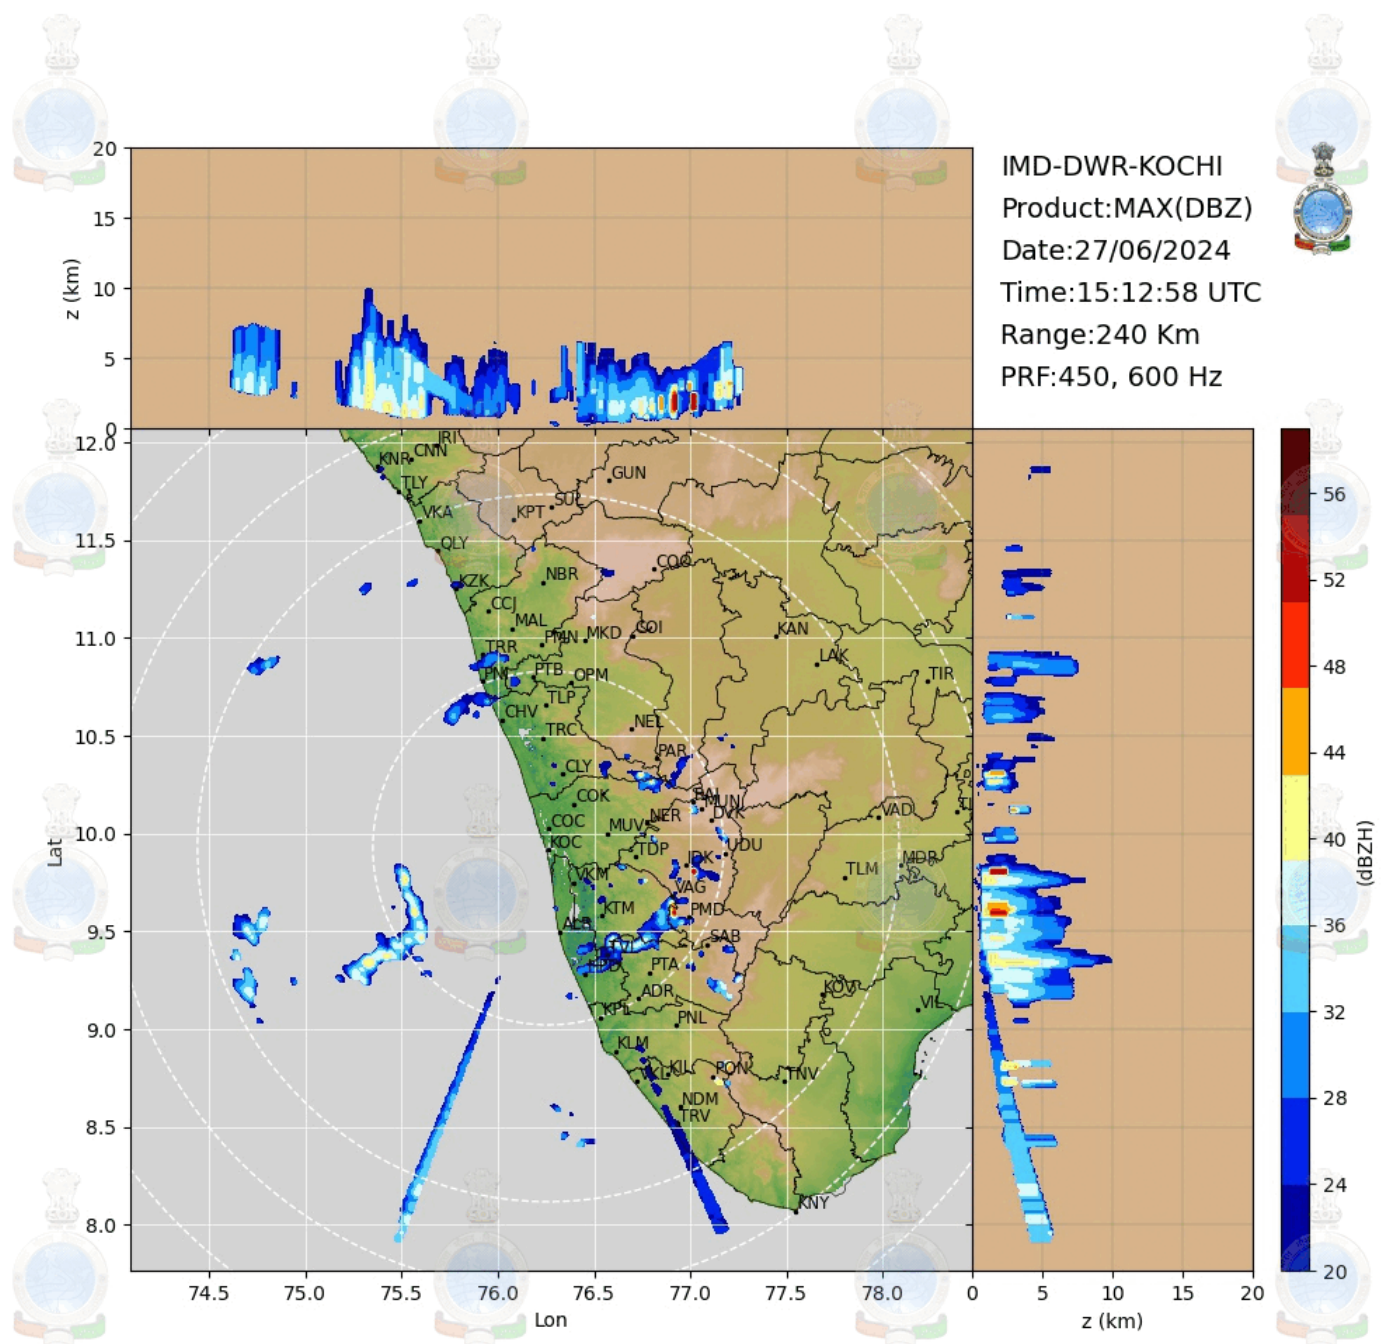 IMD-DWR-KOCHI
Product:MAX(DBZ)
Date:27/06/2024
Time:15:12:58 UTC
Range:240 Km
PRF:450, 600 Hz
20
15
10
5
0
z (km)
12.0
11.5
11.0
10.5
10.0
9.5
9.0
8.5
8.0
Lat
JRI
CNN
KNR
GUN
TLY
SUL
VKA
KPT
QLY
COO
KZK
NBR
CCJ
MAL
PMN
MKD
COI
KAN
TRR
LAK
PNI
PTB
OPM
TIR
TLP
CHV
NEL
TRC
PAR
CLY
COK
MUN
VAD
COC
NER
DVK
MUV
KOC
TDP
UDU
IDK
MDR
VKM
TLM
VAG
KTM
PMD
ALP
SAB
TVL
PTA
ADR
KOV
KPL
VIL
PNL
KLM
KIL
PON
TNV
NDM
TRV
KNY
74.5
75.0
75.5
76.0
76.5
77.0
77.5
78.0
Lon
0
5
10
15
20
z (km)
56
52
48
44
40
36
32
28
24
20
(dBZH)